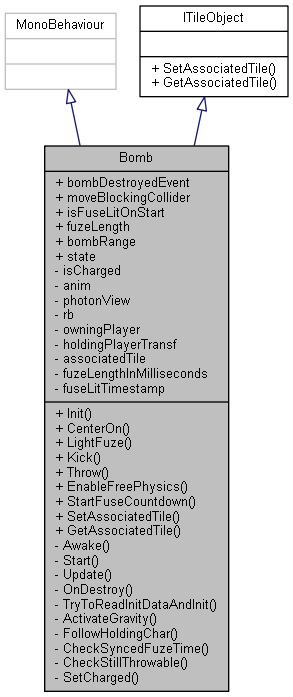 MonoBehaviour
ITileObject
+ SetAssociatedTile()
+ GetAssociatedTile()
Bomb
+ bombDestroyedEvent
+ moveBlockingCollider
+ isFuseLitOnStart
+ fuzeLength
+ bombRange
+ state
- isCharged
- anim
- photonView
- rb
- owningPlayer
- holdingPlayerTransf
- associatedTile
- fuzeLengthInMilliseconds
- fuseLitTimestamp
+ Init()
+ CenterOn()
+ LightFuze()
+ Kick()
+ Throw()
+ EnableFreePhysics()
+ StartFuseCountdown()
+ SetAssociatedTile()
+ GetAssociatedTile()
- Awake()
- Start()
- Update()
- OnDestroy()
- TryToReadInitDataAndInit()
- ActivateGravity()
- FollowHoldingChar()
- CheckSyncedFuzeTime()
- CheckStillThrowable()
- SetCharged()